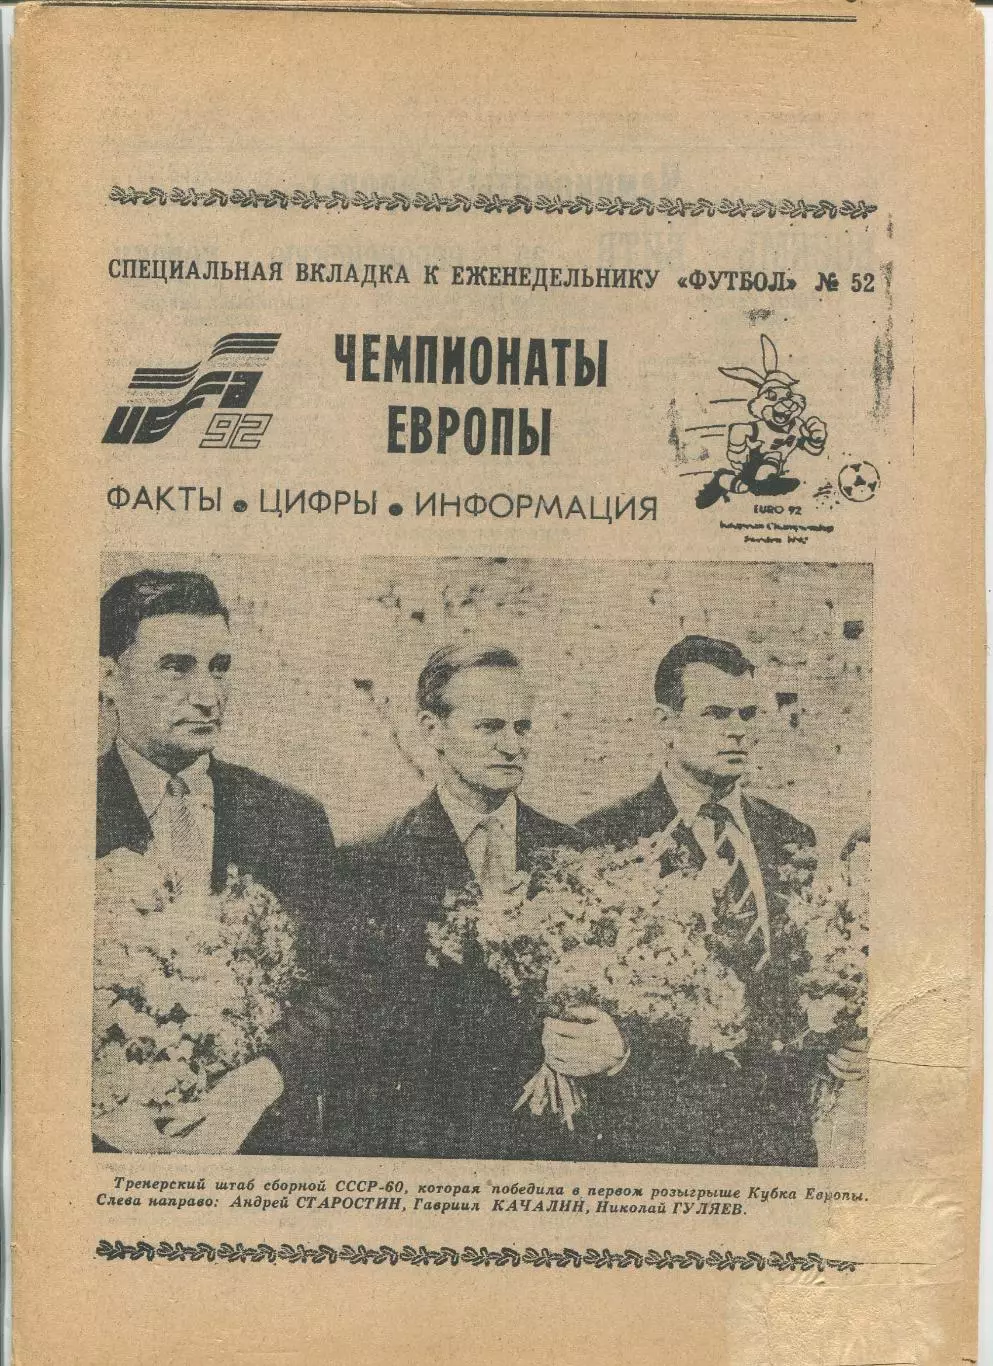 СПЕЦИАЛЬНАЯ ВКЛАДКА К ЕЖЕНЕДЕЛЬНИКУ «ФУТБОЛ» № 52
UEFA
92
ЧЕМПИОНАТЫ
ЕВРОПЫ
ФАКТЫ • ЦИФРЫ • ИНФОРМАЦИЯ
EURO 92
Тренерский штаб сборной СССР-60, которая победила в первом розыгрыше Кубка Европы.
Слева направо: Андрей СТАРОСТИН, Гавриил КАЧАЛИН, Николай ГУЛЯЕВ.